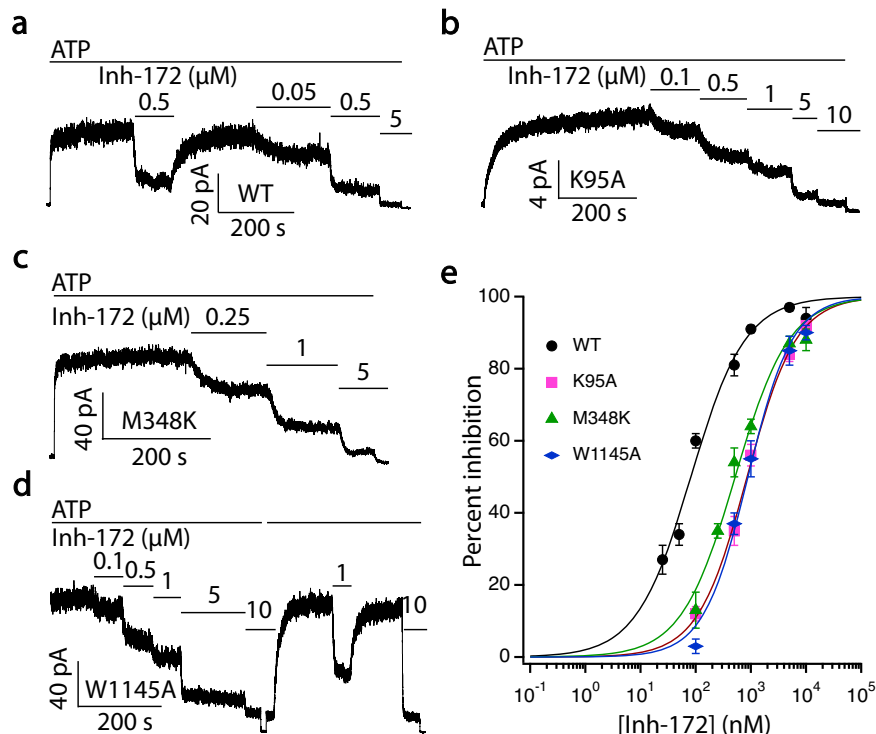 a
ATP
Inh-172 (μM)
0.5
0.05
0.5
5
20 pA
WT
200 s
b
ATP
Inh-172 (μM)
0.1
0.5
1
5
10
4 pA
K95A
200 s
c
ATP
Inh-172 (μM)
0.25
1
5
40 pA
M348K
200 s
d
ATP
Inh-172 (μM)
0.1
0.5
1
5
10
1
10
40 pA
W1145A
200 s
e
Percent inhibition
100
80
60
40
20
0
WT
K95A
M348K
W1145A
10⁻¹ 10⁰ 10¹ 10² 10³ 10⁴ 10⁵
[Inh-172] (nM)